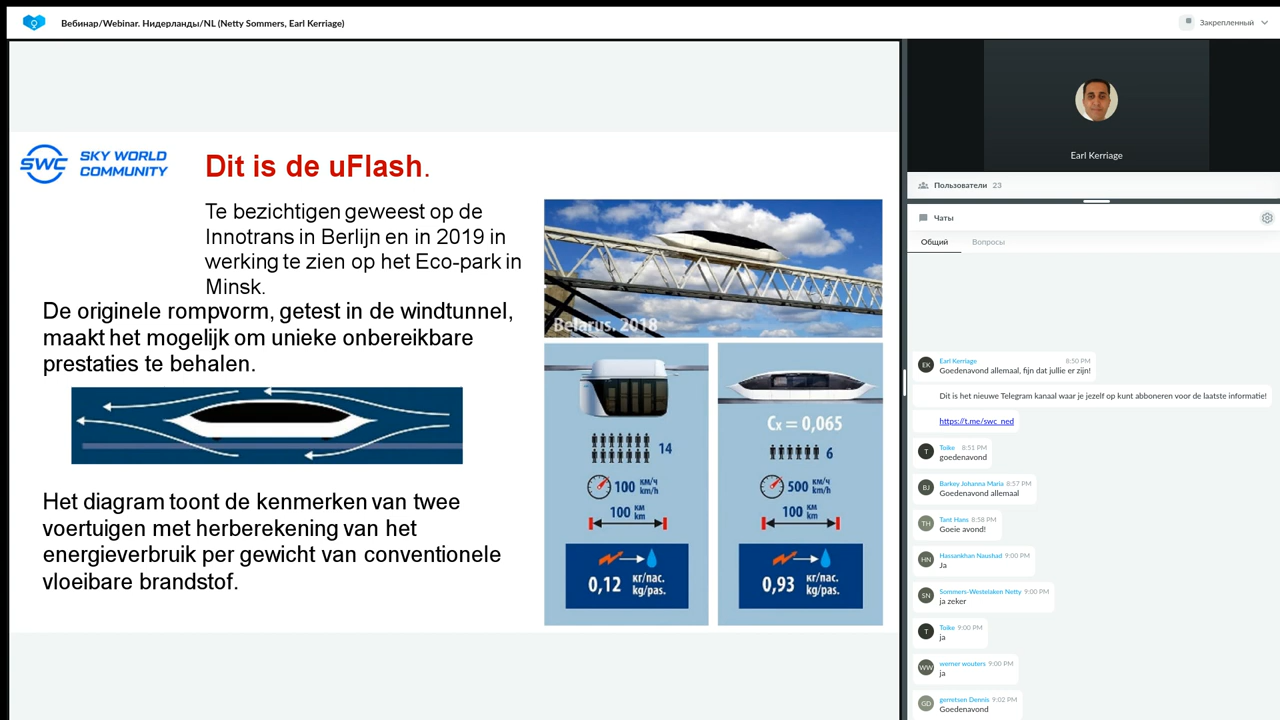 Вебинар/Webinar. Нидерланды/NL (Netty Sommers, Earl Kerriage)
Закрепленный
SWC
SKY WORLD
COMMUNITY
Dit is de uFlash.
Te bezichtigen geweest op de
Innotrans in Berlijn en in 2019 in
werking te zien op het Eco-park in
Minsk.
De originele rompvorm, getest in de windtunnel,
maakt het mogelijk om unieke onbereikbare
prestaties te behalen.
Het diagram toont de kenmerken van twee
voertuigen met herberekening van het
energieverbruik per gewicht van conventionele
vloeibare brandstof.
Belarus, 2018
14
100 км/ч
km/h
100 км
km
0,12 кг/пас.
kg/pas.
Cx = 0,065
6
500 км/ч
km/h
100 км
km
0,93 кг/пас.
kg/pas.
Earl Kerriage
Пользователи 23
Чаты
Общий Вопросы
EK
Earl Kerriage 8:50 PM
Goedenavond allemaal, fijn dat jullie er zijn!
Dit is het nieuwe Telegram kanaal waar je jezelf op kunt abboneren voor de laatste informatie!
https://t.me/swc_ned
T
Toike 8:51 PM
goedenavond
BJ
Barkey Johanna Maria 8:57 PM
Goedenavond allemaal
TH
Tant Hans 8:58 PM
Goeie avond!
HN
Hassankhan Naushad 9:00 PM
Ja
SN
Sommers-Westelaken Netty 9:00 PM
ja zeker
T
Toike 9:00 PM
ja
WW
werner wouters 9:00 PM
ja
GD
gerretsen Dennis 9:02 PM
Goedenavond